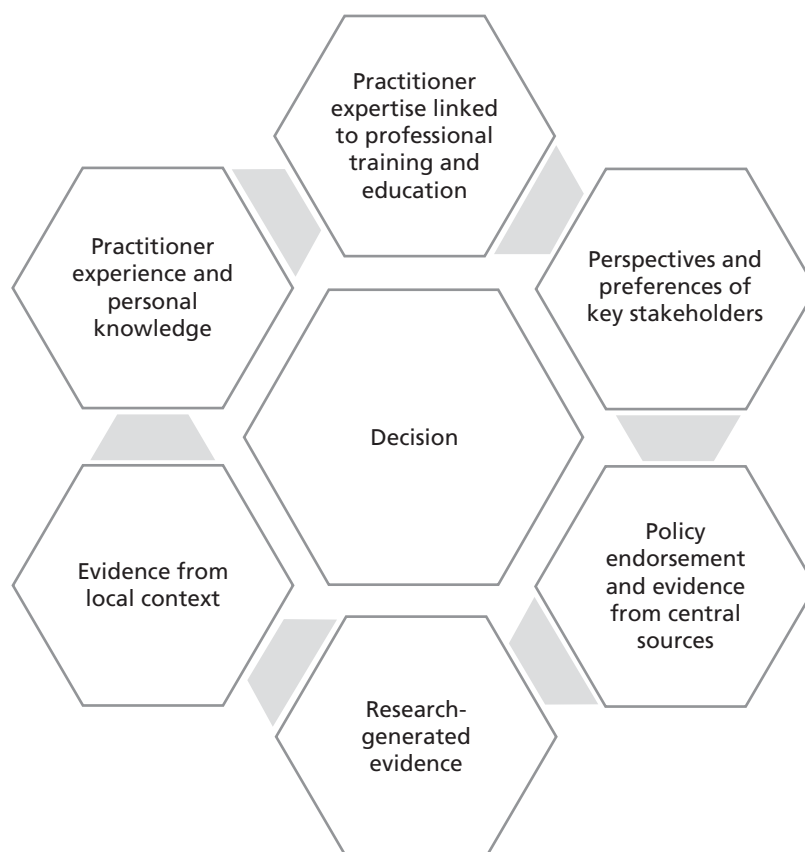 Practitioner
expertise linked
to professional
training and
education
Practitioner
experience and
personal
knowledge
Perspectives and
preferences of
key stakeholders
Decision
Evidence from
local context
Policy
endorsement
and evidence
from central
sources
Research-
generated
evidence